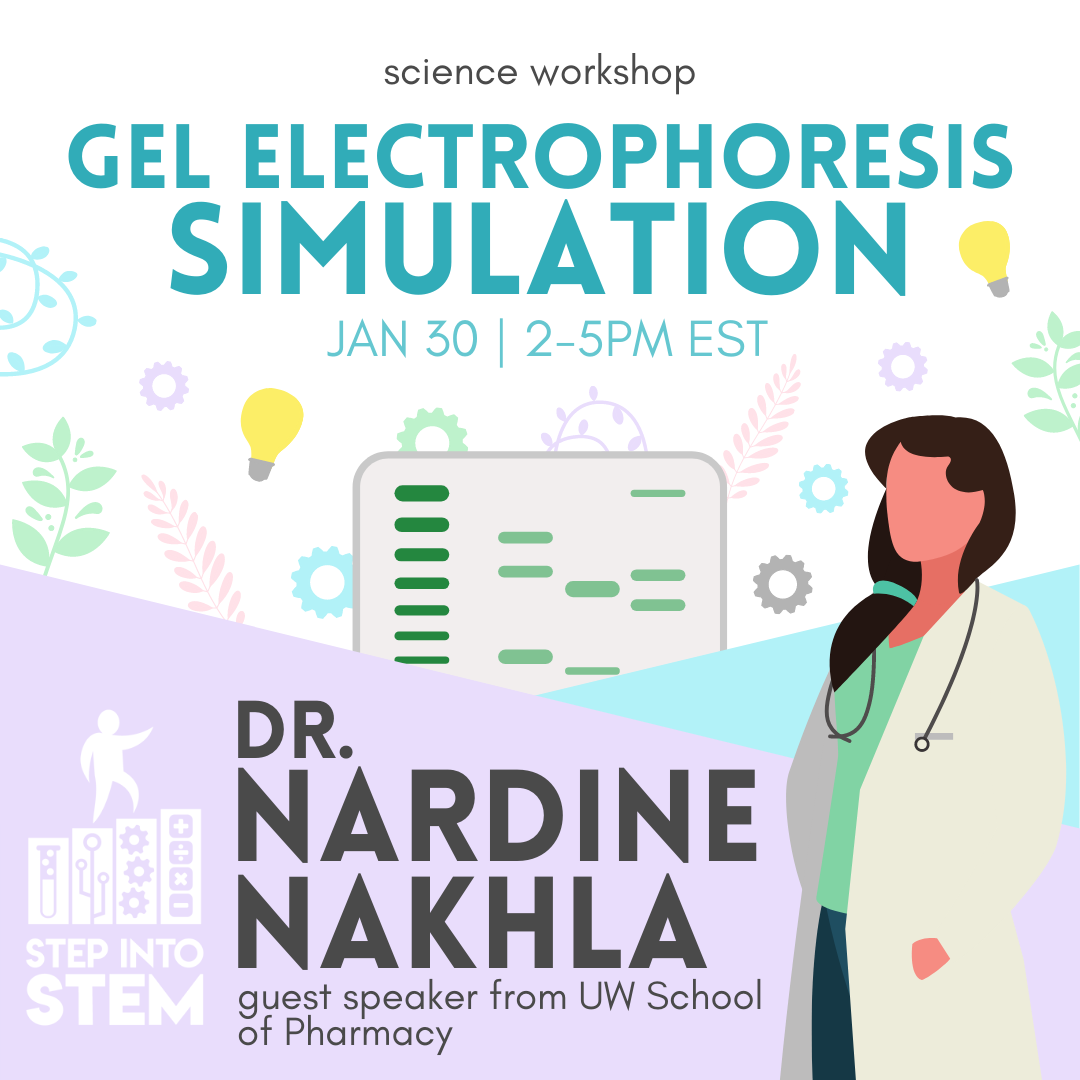 science workshop
GEL ELECTROPHORESIS
SIMULATION
JAN 30 | 2-5PM EST
DR.
NARDINE
NAKHLA
guest speaker from UW School
of Pharmacy
STEP INTO
STEM